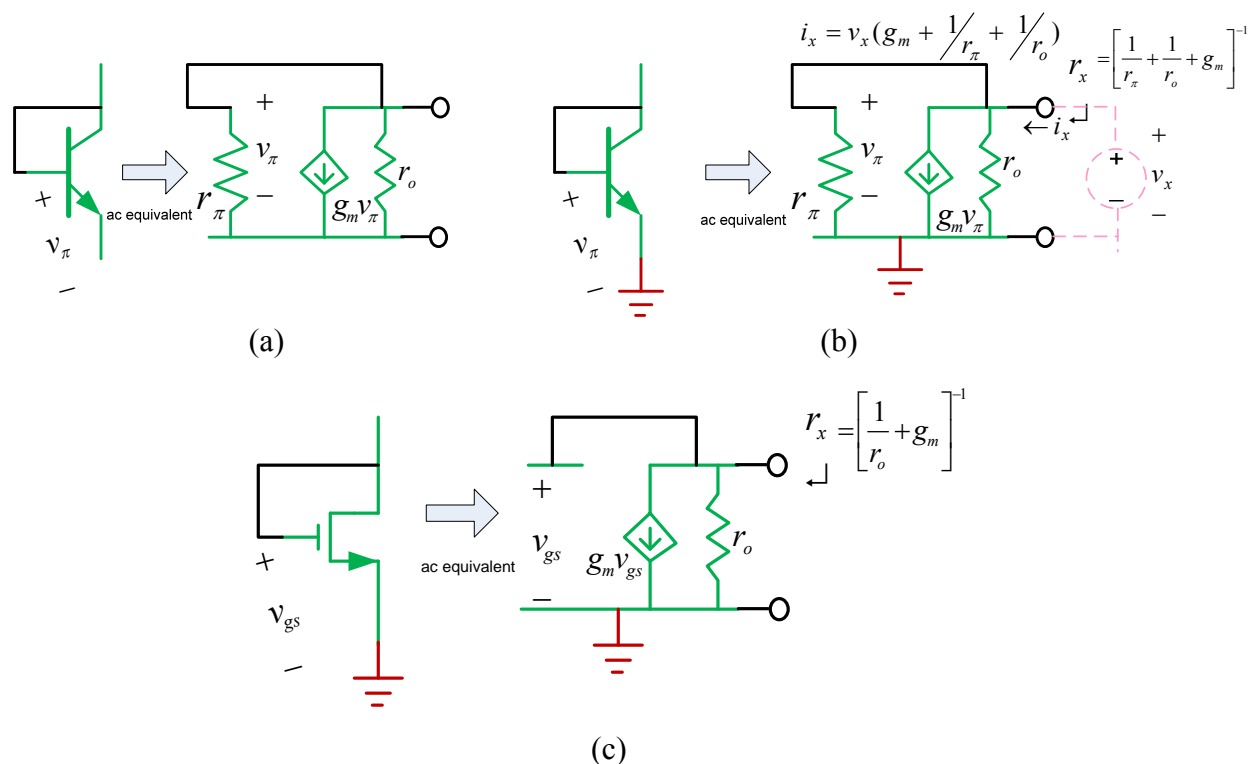 +
v_π
−
ac equivalent
r_π
+
v_π
−
g_m v_π
r_o
(a)
+
v_π
−
ac equivalent
i_x = v_x(g_m + 1/r_π + 1/r_o)
r_x = [1/r_π + 1/r_o + g_m]^{-1}
r_π
+
v_π
−
g_m v_π
r_o
← i_x
+
−
+
v_x
−
(b)
+
v_gs
−
ac equivalent
+
v_gs
−
g_m v_gs
r_o
r_x = [1/r_o + g_m]^{-1}
(c)